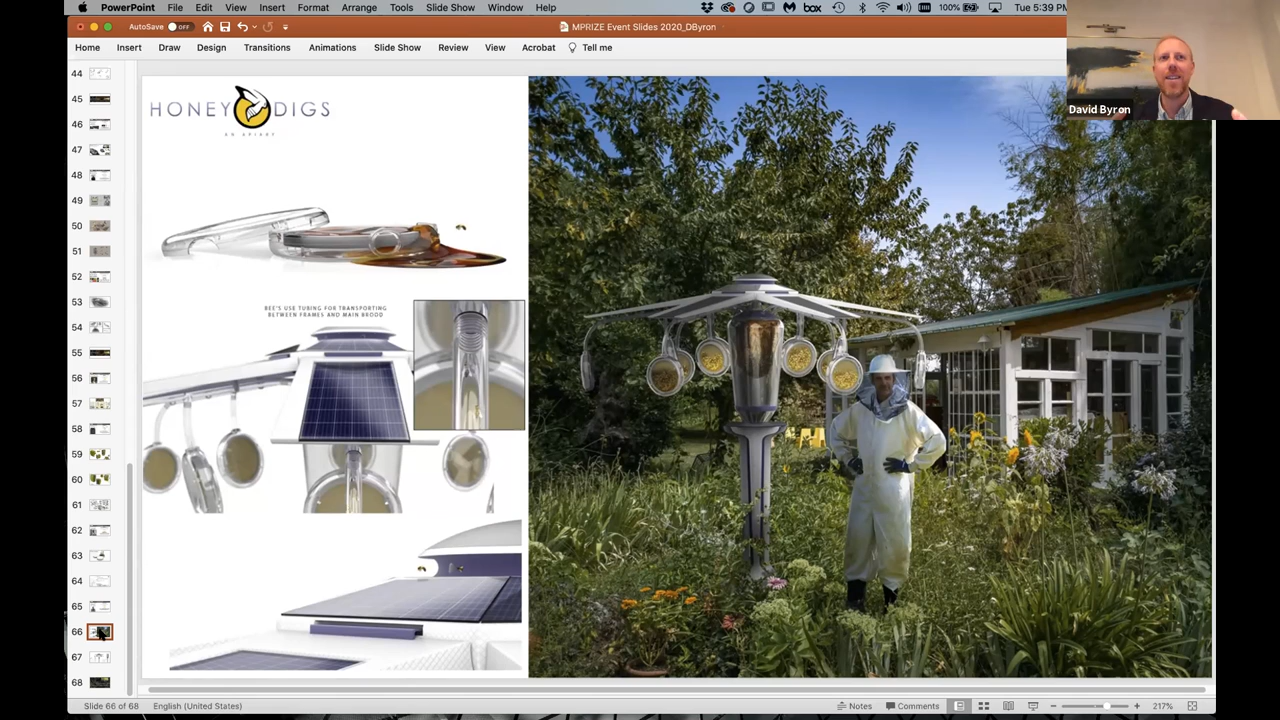 PowerPoint File Edit View Insert Format Arrange Tools Slide Show Window Help
100% Tue 5:39 PM
AutoSave OFF
MPRIZE Event Slides 2020_DByron
Home Insert Draw Design Transitions Animations Slide Show Review View Acrobat Tell me
David Byron
44
45
46
47
48
49
50
51
52
53
54
55
56
57
58
59
60
61
62
63
64
65
66
67
68
HONEY DIGS
AN APIARY
BEE'S USE TUBING FOR TRANSPORTING
BETWEEN FRAMES AND MAIN BROOD
Slide 66 of 68 English (United States) Notes Comments 217%